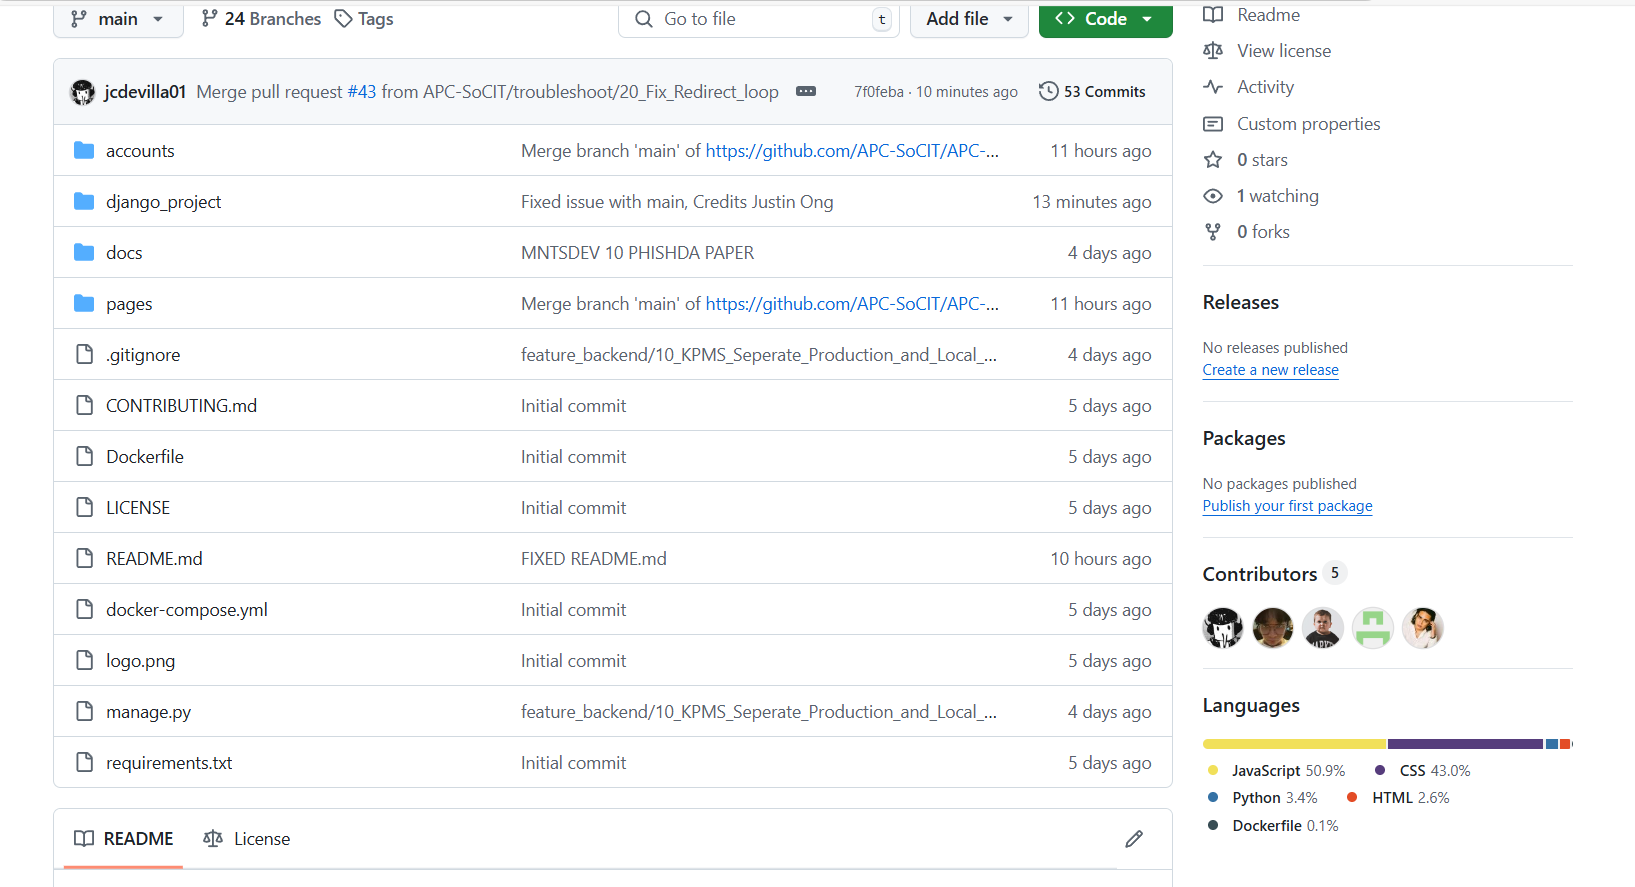 main 24 Branches Tags Go to file t Add file Code
jcdevilla01 Merge pull request #43 from APC-SoCIT/troubleshoot/20_Fix_Redirect_loop 7f0feba · 10 minutes ago 53 Commits
accounts Merge branch 'main' of https://github.com/APC-SoCIT/APC-... 11 hours ago
django_project Fixed issue with main, Credits Justin Ong 13 minutes ago
docs MNTSDEV 10 PHISHDA PAPER 4 days ago
pages Merge branch 'main' of https://github.com/APC-SoCIT/APC-... 11 hours ago
.gitignore feature_backend/10_KPMS_Seperate_Production_and_Local_... 4 days ago
CONTRIBUTING.md Initial commit 5 days ago
Dockerfile Initial commit 5 days ago
LICENSE Initial commit 5 days ago
README.md FIXED README.md 10 hours ago
docker-compose.yml Initial commit 5 days ago
logo.png Initial commit 5 days ago
manage.py feature_backend/10_KPMS_Seperate_Production_and_Local_... 4 days ago
requirements.txt Initial commit 5 days ago
README License
Readme
View license
Activity
Custom properties
0 stars
1 watching
0 forks
Releases
No releases published
Create a new release
Packages
No packages published
Publish your first package
Contributors 5
Languages
JavaScript 50.9% CSS 43.0%
Python 3.4% HTML 2.6%
Dockerfile 0.1%